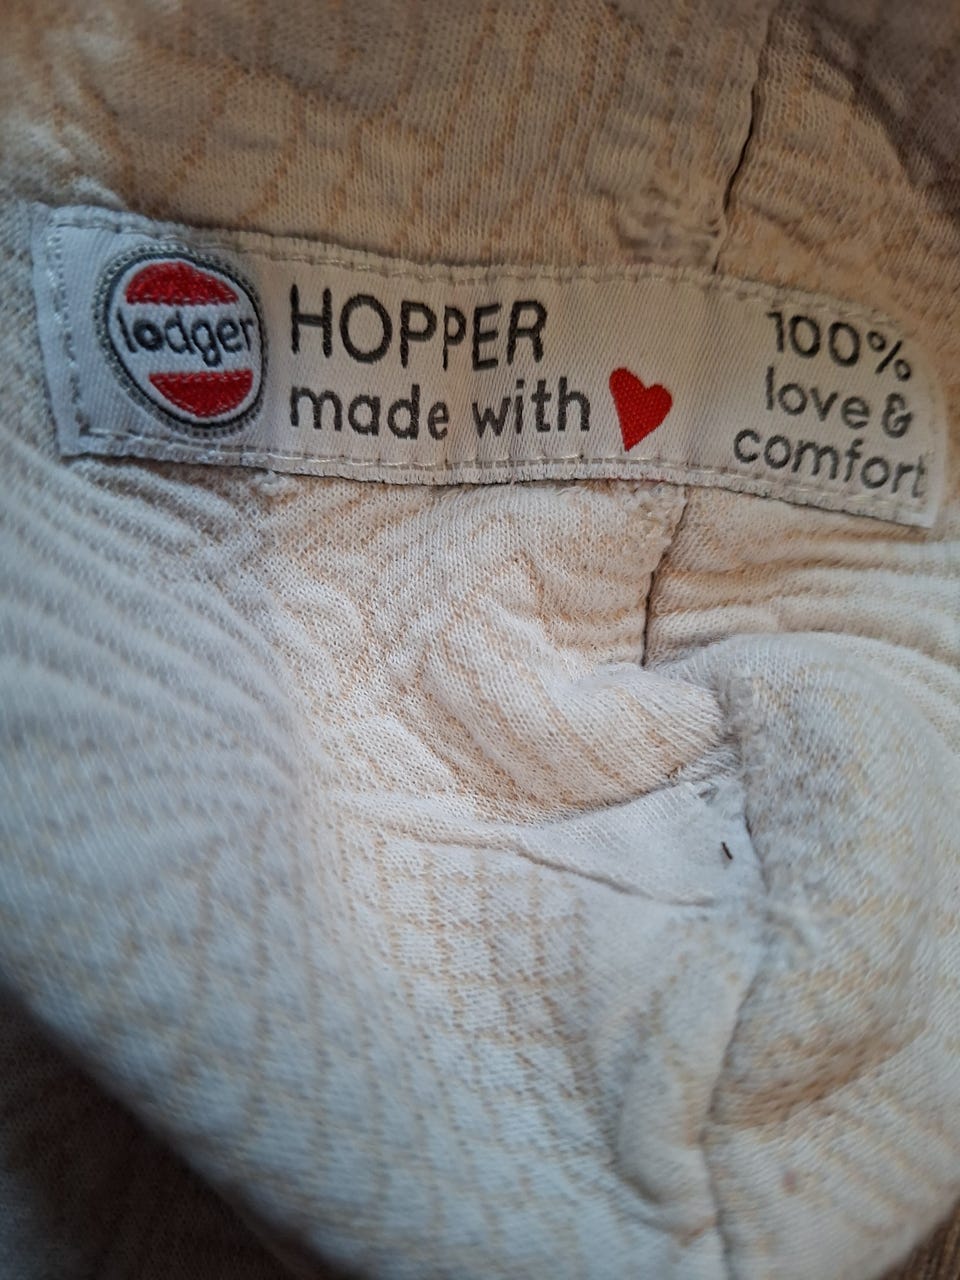 lodger
HOPPER
made with
100%
love &
comfort